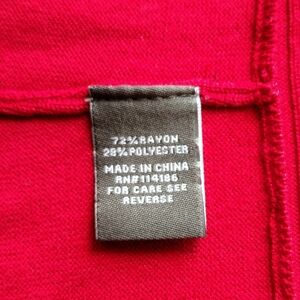 72%RAYON
28%POLYESTER
MADE IN CHINA
RN#114186
FOR CARE SEE
REVERSE